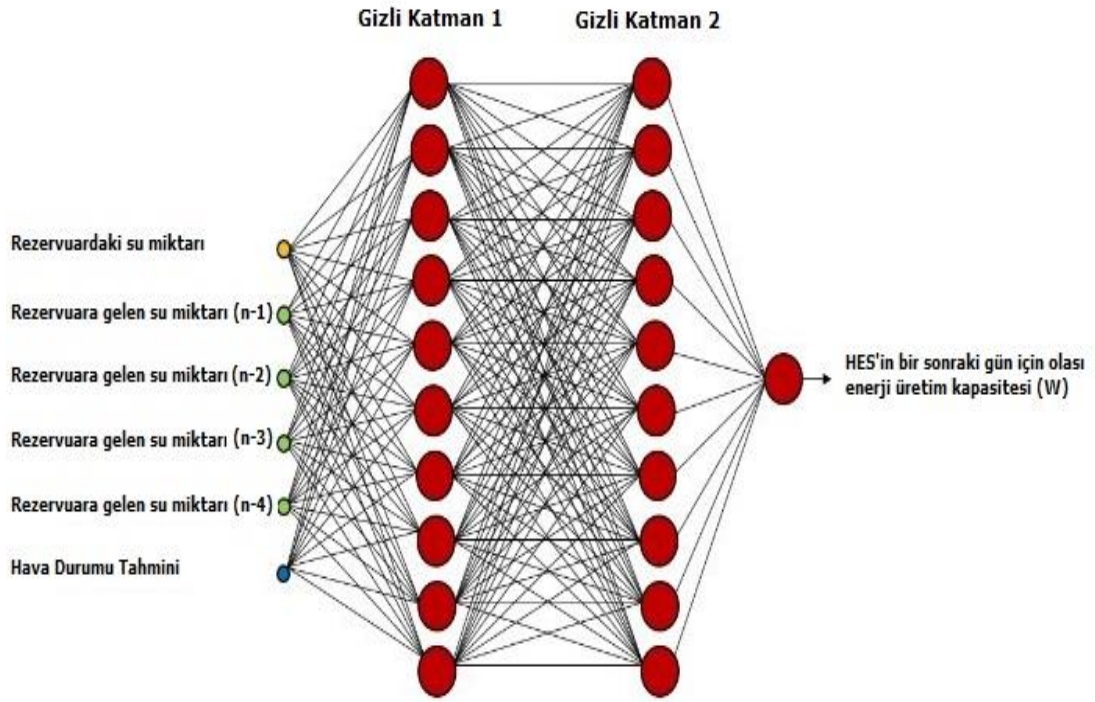 Gizli Katman 1
Gizli Katman 2
Rezervuardaki su miktarı
Rezervuara gelen su miktarı (n-1)
Rezervuara gelen su miktarı (n-2)
Rezervuara gelen su miktarı (n-3)
Rezervuara gelen su miktarı (n-4)
Hava Durumu Tahmini
HES'in bir sonraki gün için olası
enerji üretim kapasitesi (W)